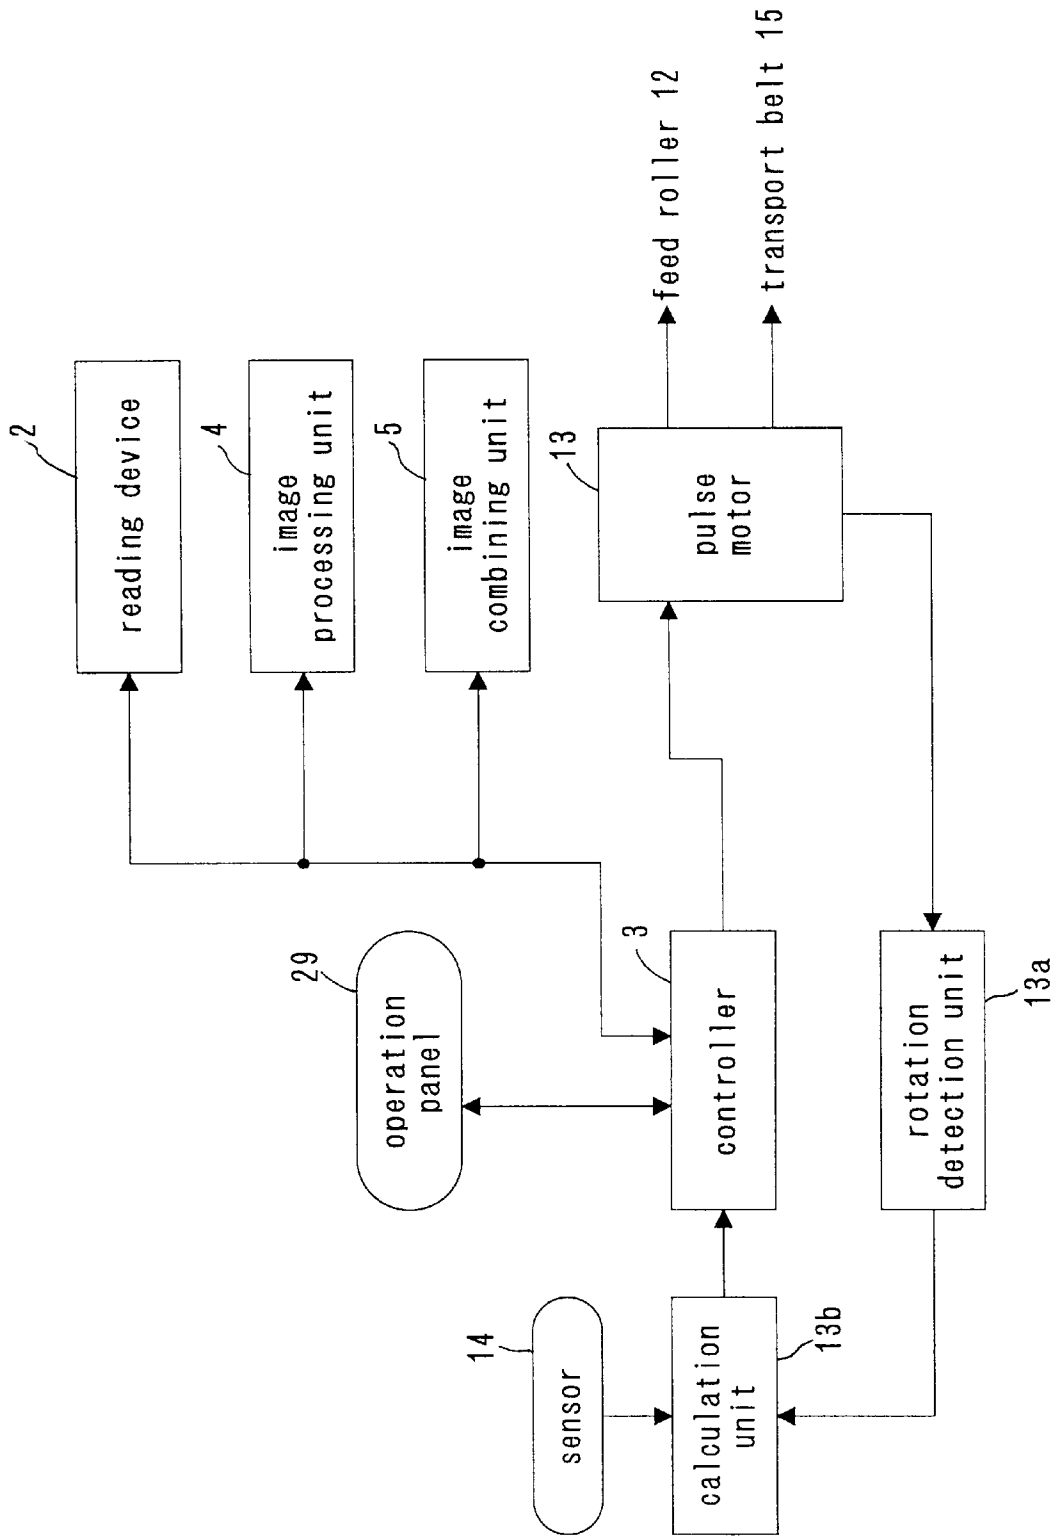 2
reading device
4
image
processing unit
5
image
combining unit
29
operation
panel
14
sensor
calculation
unit
13b
3
controller
13
pulse
motor
feed roller 12
transport belt 15
rotation
detection unit
13a